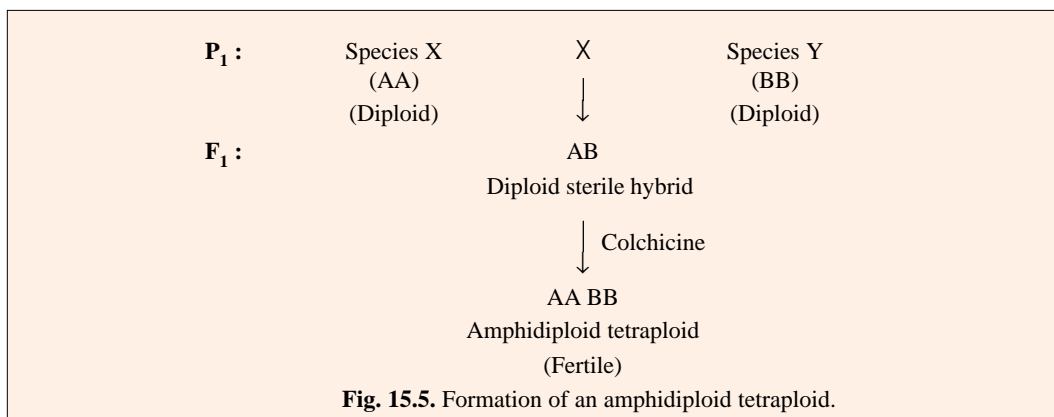 P1 : Species X X Species Y
(AA) (BB)
(Diploid) (Diploid)
F1 : AB
Diploid sterile hybrid
Colchicine
AA BB
Amphidiploid tetraploid
(Fertile)
Fig. 15.5. Formation of an amphidiploid tetraploid.